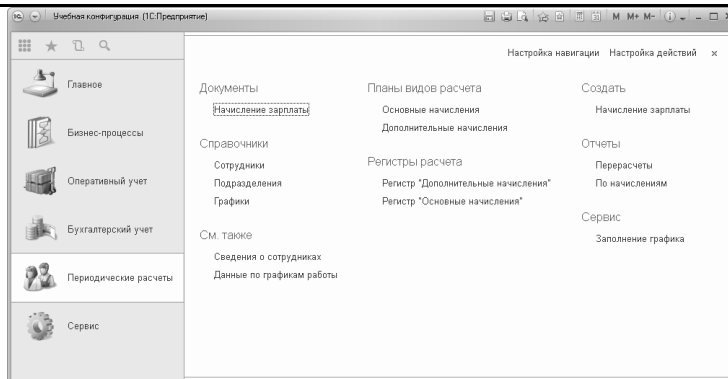 Учебная конфигурация (1С:Предприятие)
M M+ M-
Главное
Бизнес-процессы
Оперативный учет
Бухгалтерский учет
Периодические расчеты
Сервис
Настройка навигации Настройка действий
Документы
Начисление зарплаты
Справочники
Сотрудники
Подразделения
Графики
См. также
Сведения о сотрудниках
Данные по графикам работы
Планы видов расчета
Основные начисления
Дополнительные начисления
Регистры расчета
Регистр "Дополнительные начисления"
Регистр "Основные начисления"
Создать
Начисление зарплаты
Отчеты
Перерасчеты
По начислениям
Сервис
Заполнение графика